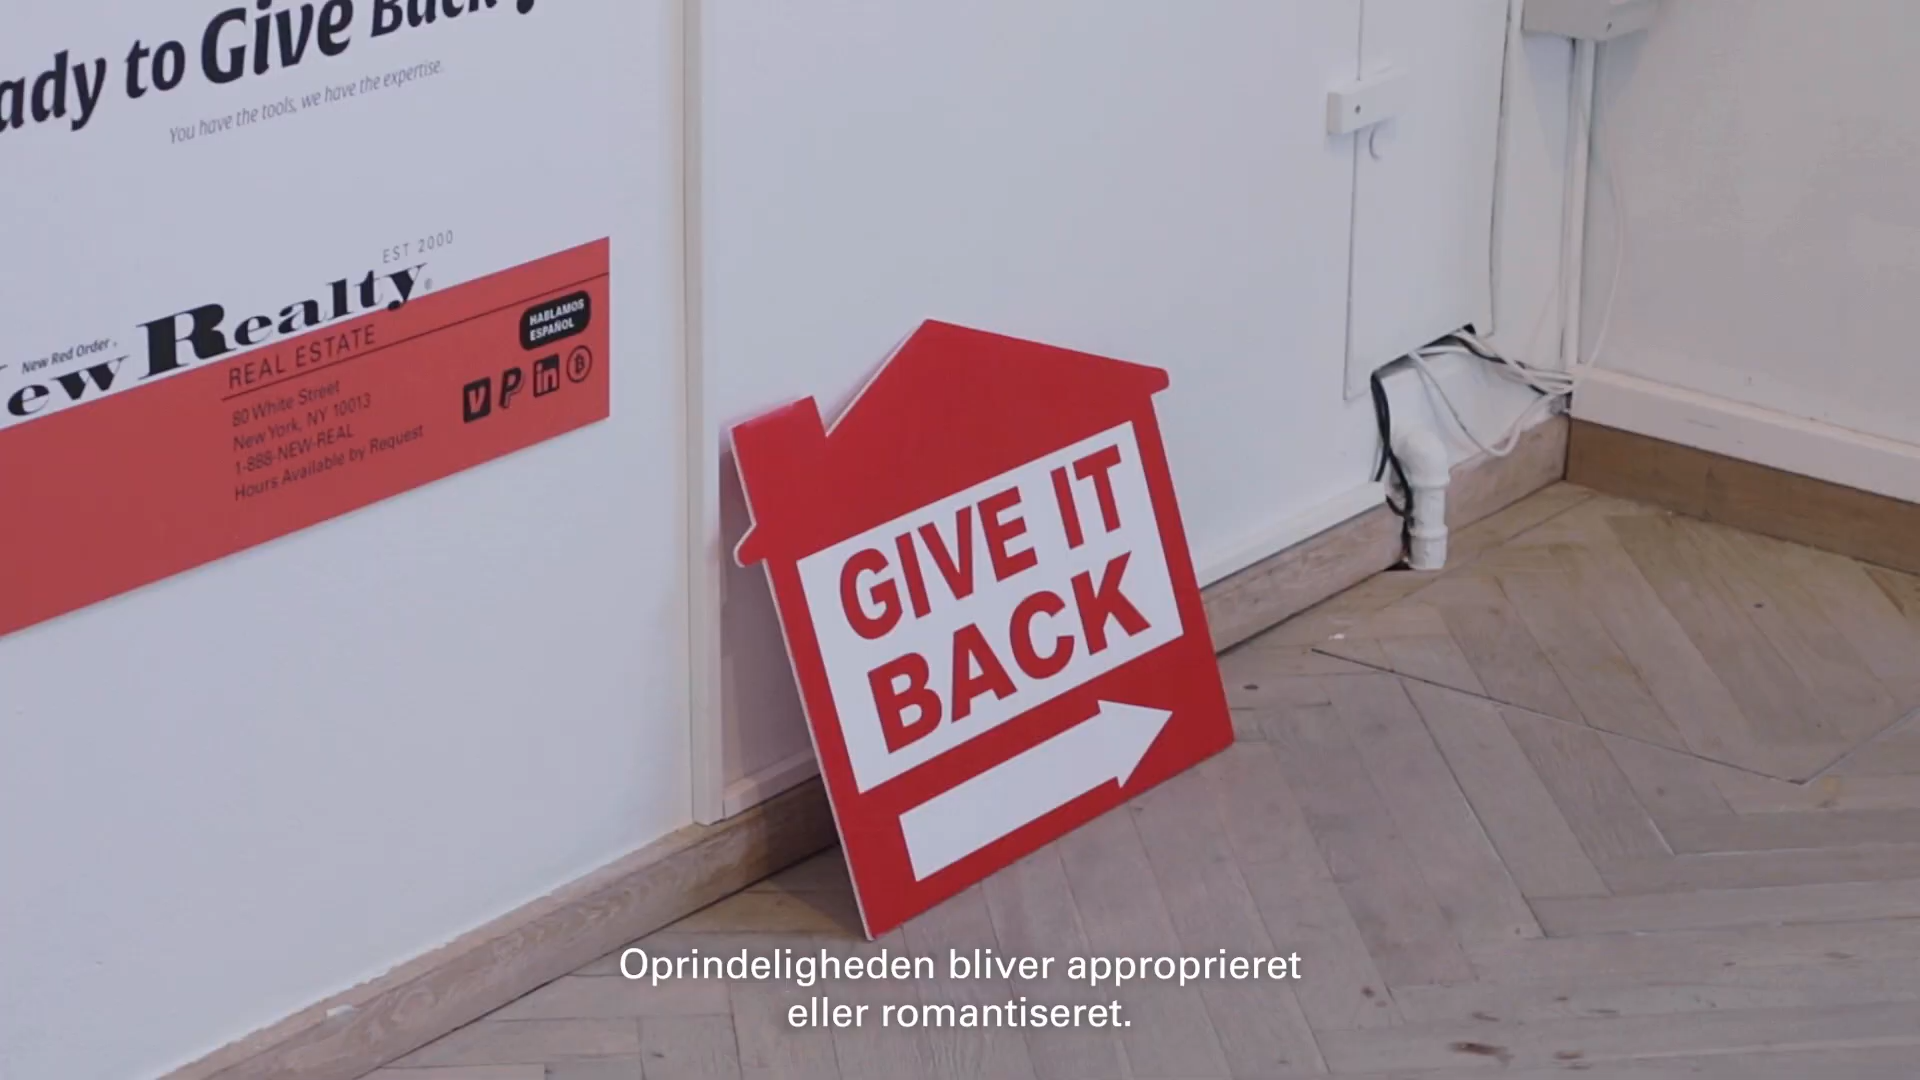 ady to Give Back
You have the tools, we have the expertise.
EST 2000
New Red Order
ew Realty
REAL ESTATE
80 White Street
New York, NY 10013
1-888-NEW-REAL
Hours Available by Request
HABLAMOS
ESPAÑOL
GIVE IT
BACK
Oprindeligheden bliver approprieret
eller romantiseret.